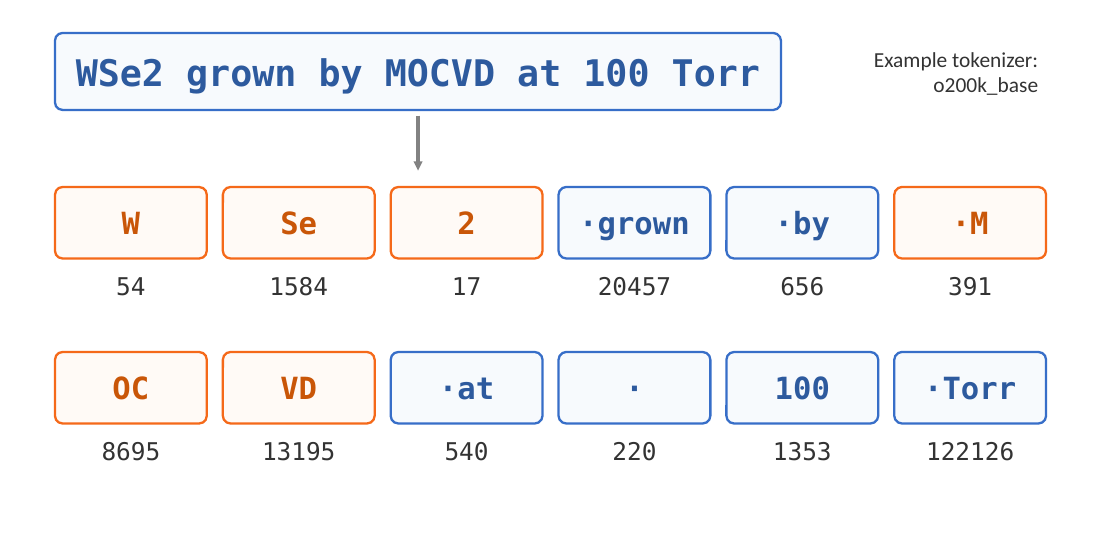 WSe2 grown by MOCVD at 100 Torr
Example tokenizer:
o200k_base
W Se 2 ·grown ·by ·M
54 1584 17 20457 656 391
OC VD ·at · 100 ·Torr
8695 13195 540 220 1353 122126